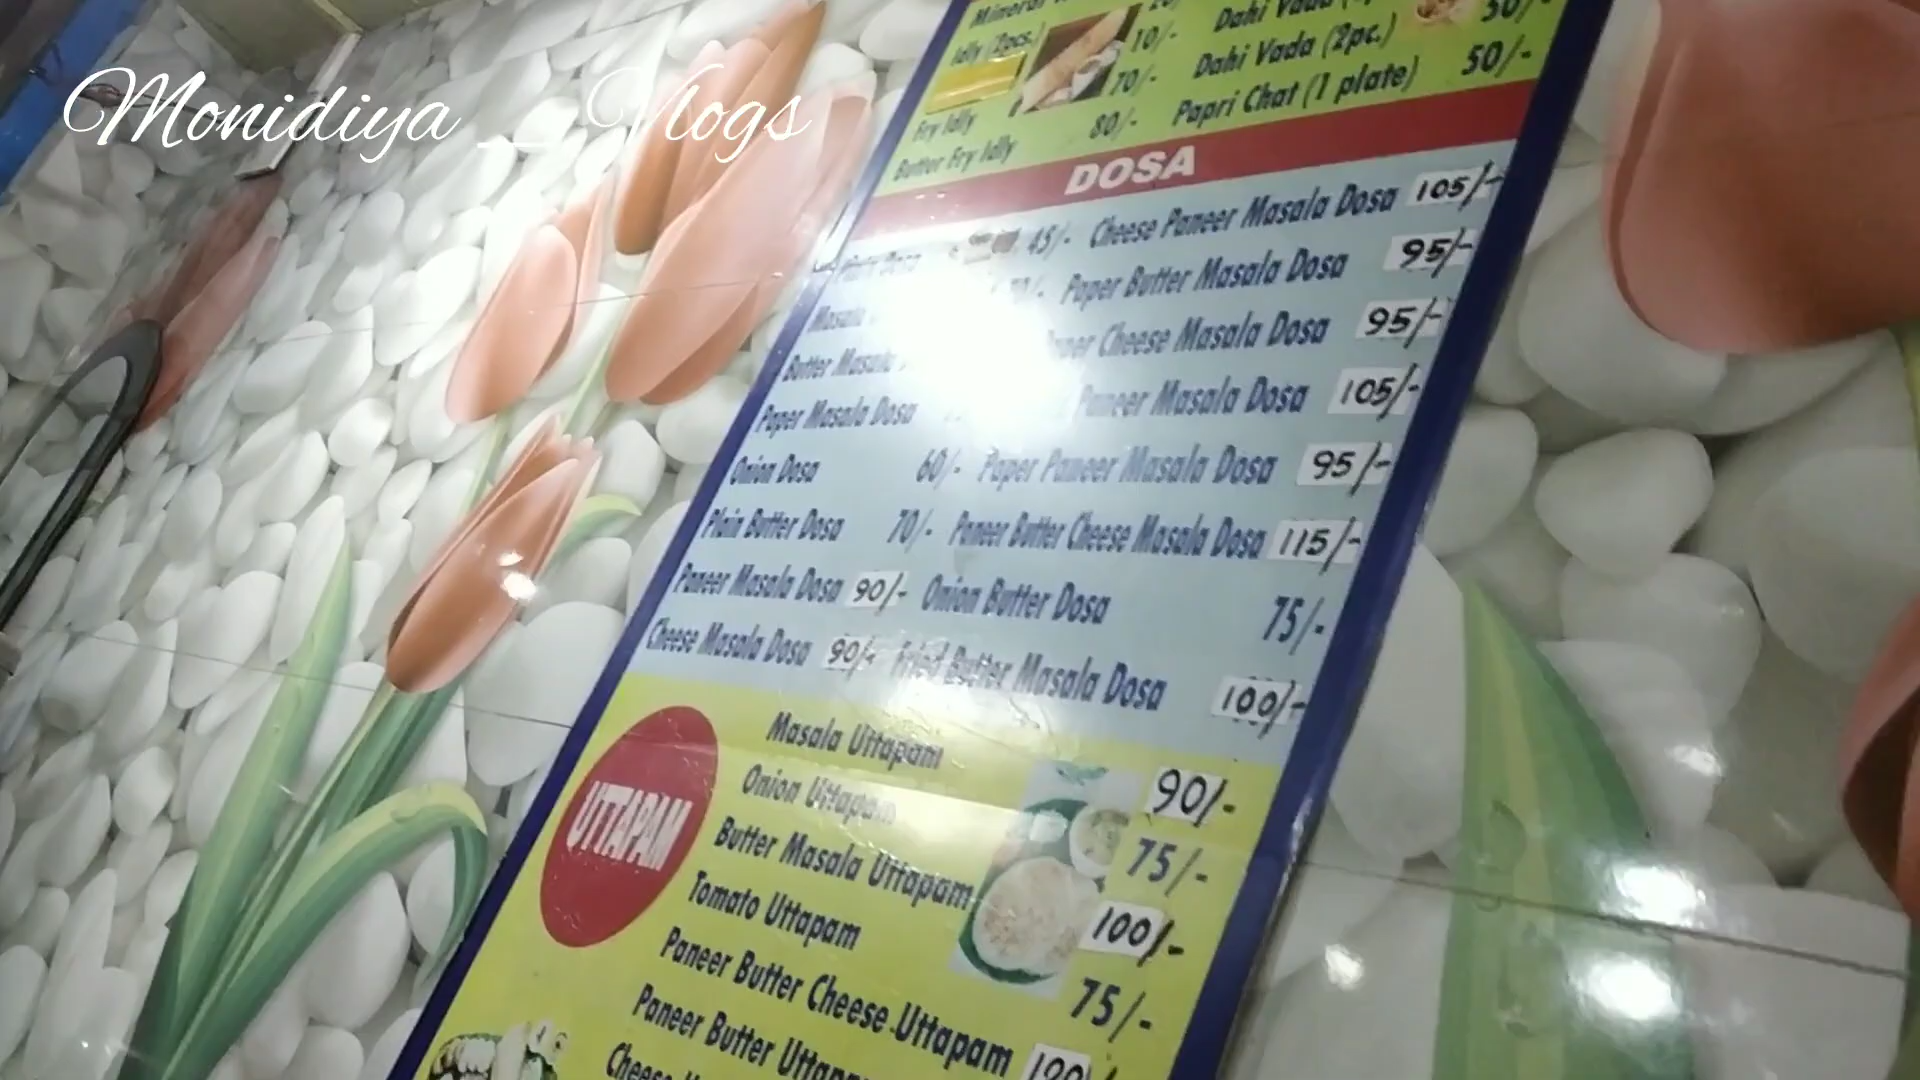 Monidiya __ Vlogs
Idly (2pcs.) 10/-
70/-
Fry Idly 80/-
Butter Fry Idly
Dahi Vada 50/-
Dahi Vada (2pc.)
Papri Chat (1 plate) 50/-
DOSA
Dosa 45/- Cheese Paneer Masala Dosa 105/-
Masala Paper Butter Masala Dosa 95/-
Butter Masala Cheese Masala Dosa 95/-
Paper Masala Dosa Paneer Masala Dosa 105/-
Onion Dosa 60/- Paper Paneer Masala Dosa 95/-
Plain Butter Dosa 70/- Paneer Butter Cheese Masala Dosa 115/-
Paneer Masala Dosa 90/- Onion Butter Dosa 75/-
Cheese Masala Dosa 90/- Fried Butter Masala Dosa 100/-
UTTAPAM
Masala Uttapam 90/-
Onion Uttapam 75/-
Butter Masala Uttapam 100/-
Tomato Uttapam 75/-
Paneer Butter Cheese Uttapam
Paneer Butter
Cheese